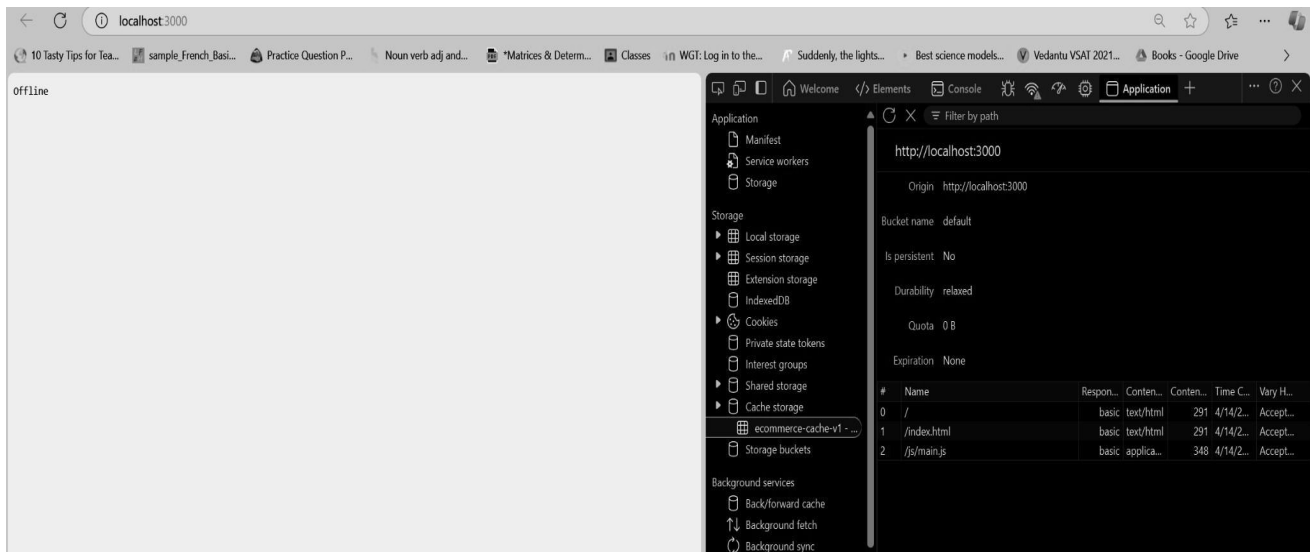 localhost:3000
10 Tasty Tips for Tea... sample_French_Basi... Practice Question P... Noun verb adj and... *Matrices & Determ... Classes WGT: Log in to the... Suddenly, the lights... Best science models... Vedantu VSAT 2021... Books - Google Drive
Offline
Welcome Elements Console Application
Application
Manifest
Service workers
Storage
Storage
Local storage
Session storage
Extension storage
IndexedDB
Cookies
Private state tokens
Interest groups
Shared storage
Cache storage
ecommerce-cache-v1 - ...
Storage buckets
Background services
Back/forward cache
Background fetch
Background sync
Filter by path
http://localhost:3000
Origin http://localhost:3000
Bucket name default
Is persistent No
Durability relaxed
Quota 0 B
Expiration None
# Name Respon... Conten... Conten... Time C... Vary H...
0 / basic text/html 291 4/14/2... Accept...
1 /index.html basic text/html 291 4/14/2... Accept...
2 /js/main.js basic applica... 348 4/14/2... Accept...